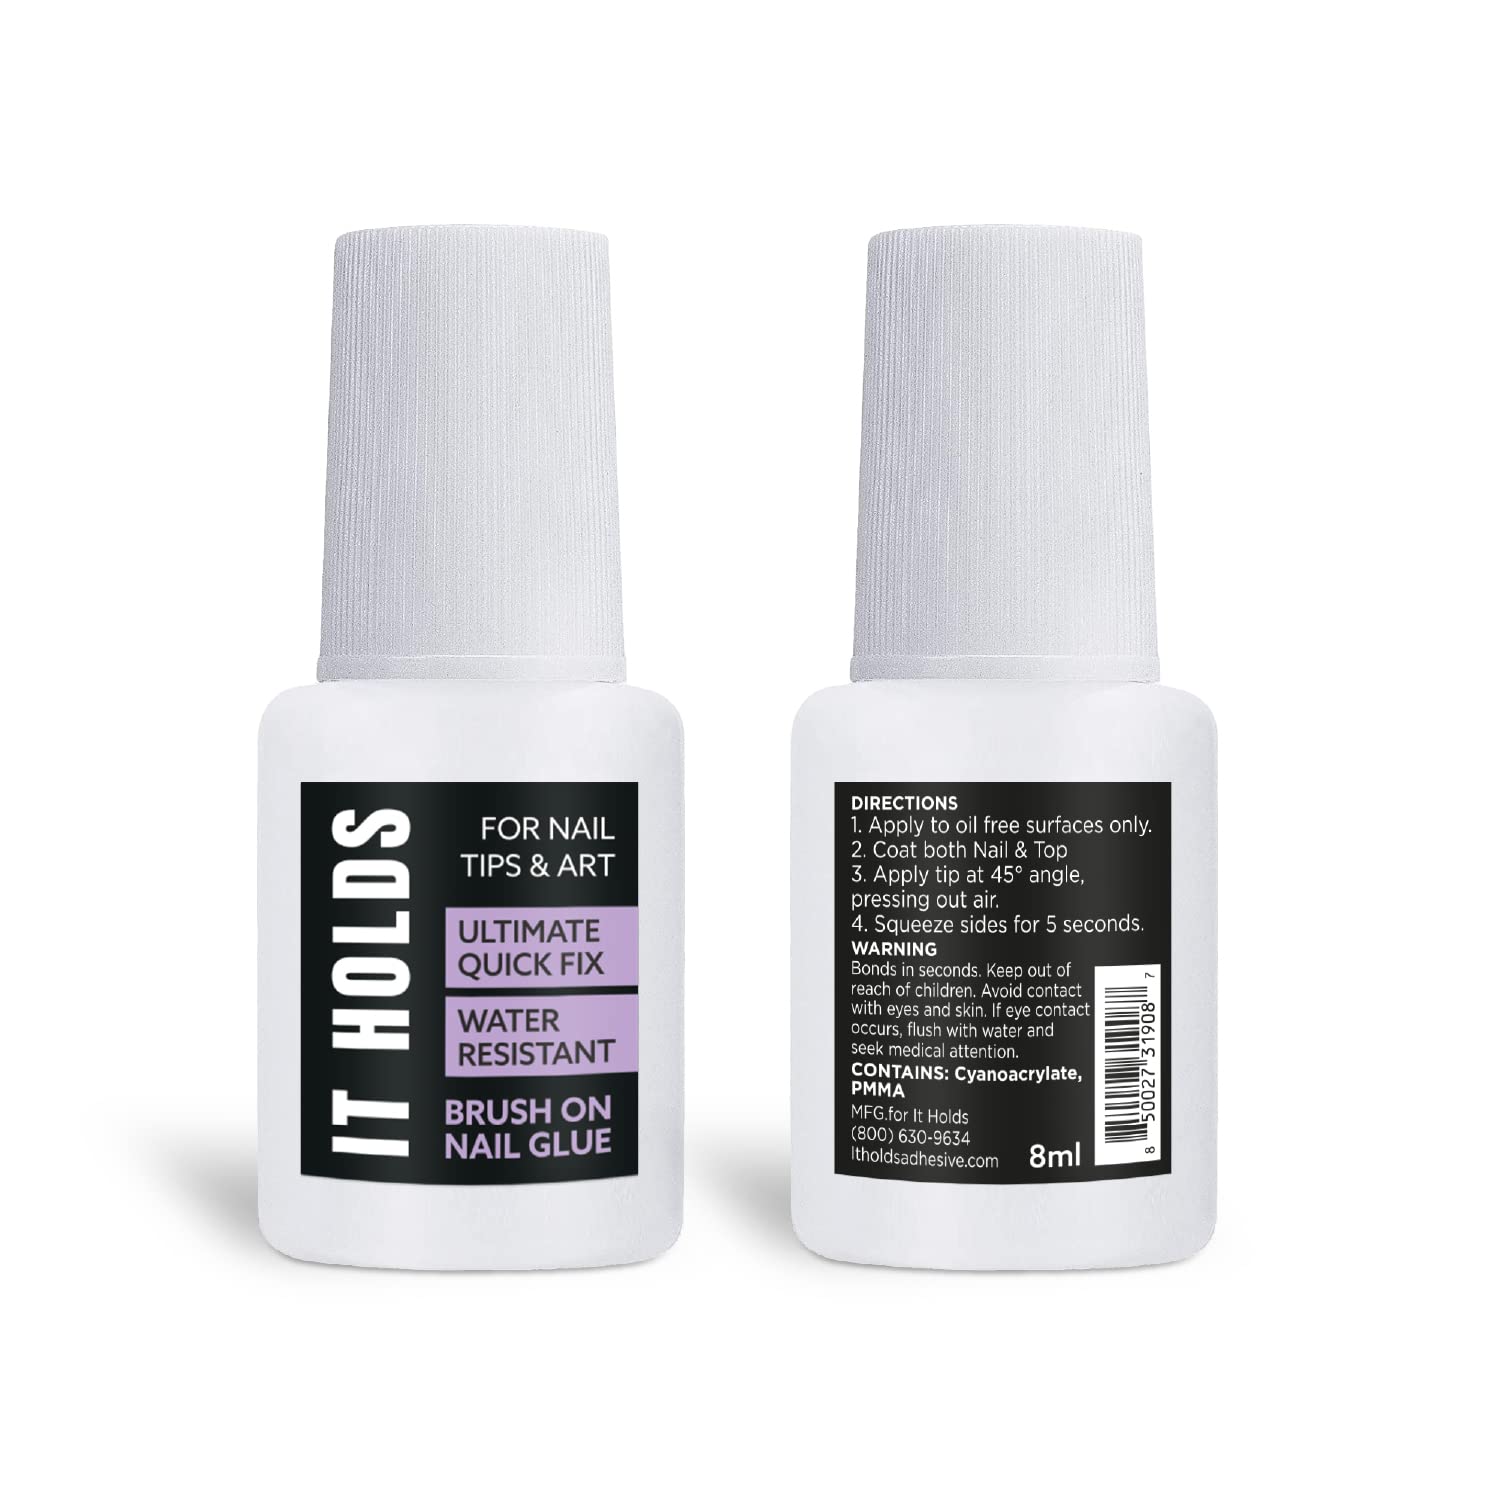 IT HOLDS
FOR NAIL
TIPS & ART
ULTIMATE
QUICK FIX
WATER
RESISTANT
BRUSH ON
NAIL GLUE
DIRECTIONS
1. Apply to oil free surfaces only.
2. Coat both Nail & Top
3. Apply tip at 45° angle,
pressing out air.
4. Squeeze sides for 5 seconds.
WARNING
Bonds in seconds. Keep out of
reach of children. Avoid contact
with eyes and skin. If eye contact
occurs, flush with water and
seek medical attention.
CONTAINS: Cyanoacrylate,
PMMA
MFG.for It Holds
(800) 630-9634
Itholdsadhesive.com
8ml
8 50027 31908 7